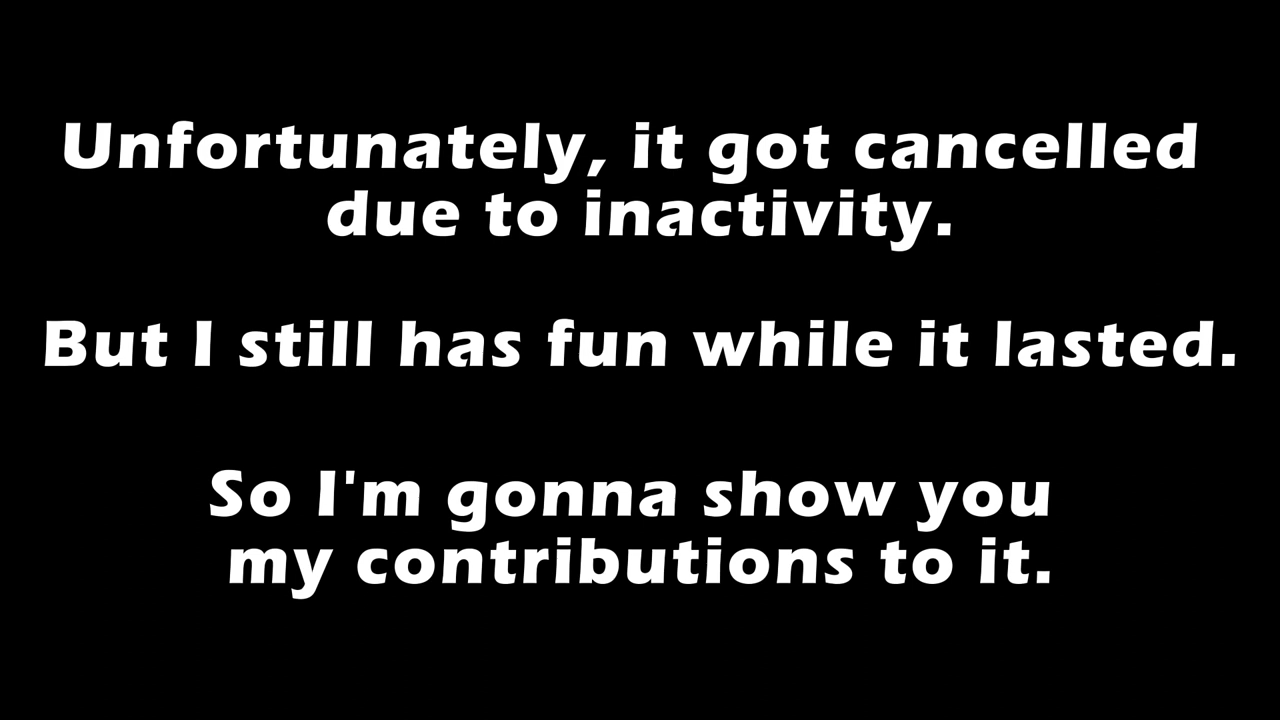 Unfortunately, it got cancelled
due to inactivity.
But I still has fun while it lasted.
So I'm gonna show you
my contributions to it.